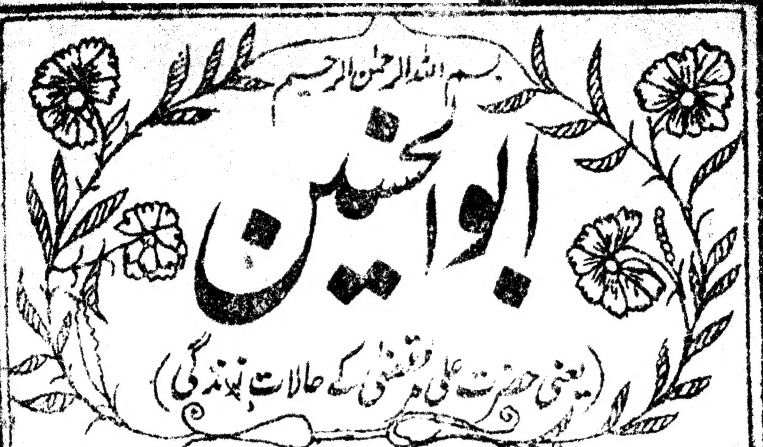 بسم اللہ الرحمٰن الرحیم
ابوالحسنین
(یعنی حضرت علی مرتضیٰ کے حالات زندگی)